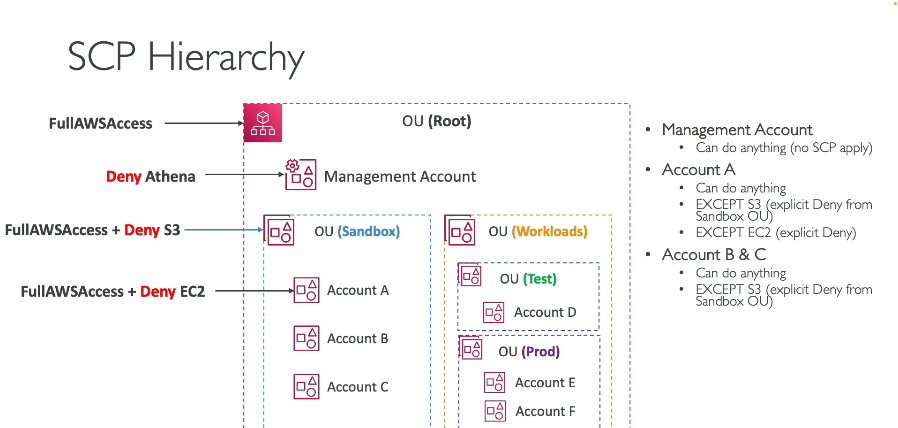 SCP Hierarchy
FullAWSAccess
OU (Root)
Deny Athena
Management Account
FullAWSAccess + Deny S3
OU (Sandbox)
OU (Workloads)
FullAWSAccess + Deny EC2
Account A
Account B
Account C
OU (Test)
Account D
OU (Prod)
Account E
Account F
• Management Account
• Can do anything (no SCP apply)
• Account A
• Can do anything
• EXCEPT S3 (explicit Deny from
Sandbox OU)
• EXCEPT EC2 (explicit Deny)
• Account B & C
• Can do anything
• EXCEPT S3 (explicit Deny from
Sandbox OU)